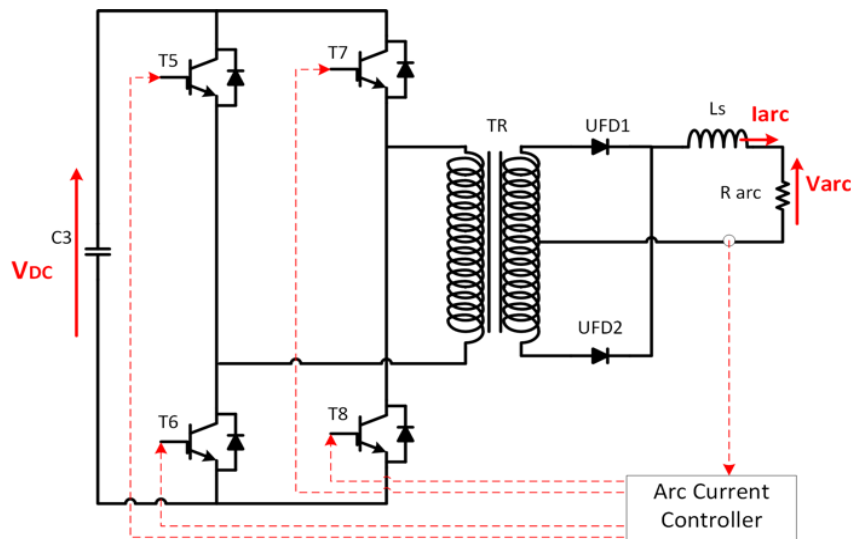 T5
T7
TR
UFD1
Ls
Iarc
R arc
Varc
C3
VDC
UFD2
T6
T8
Arc Current
Controller